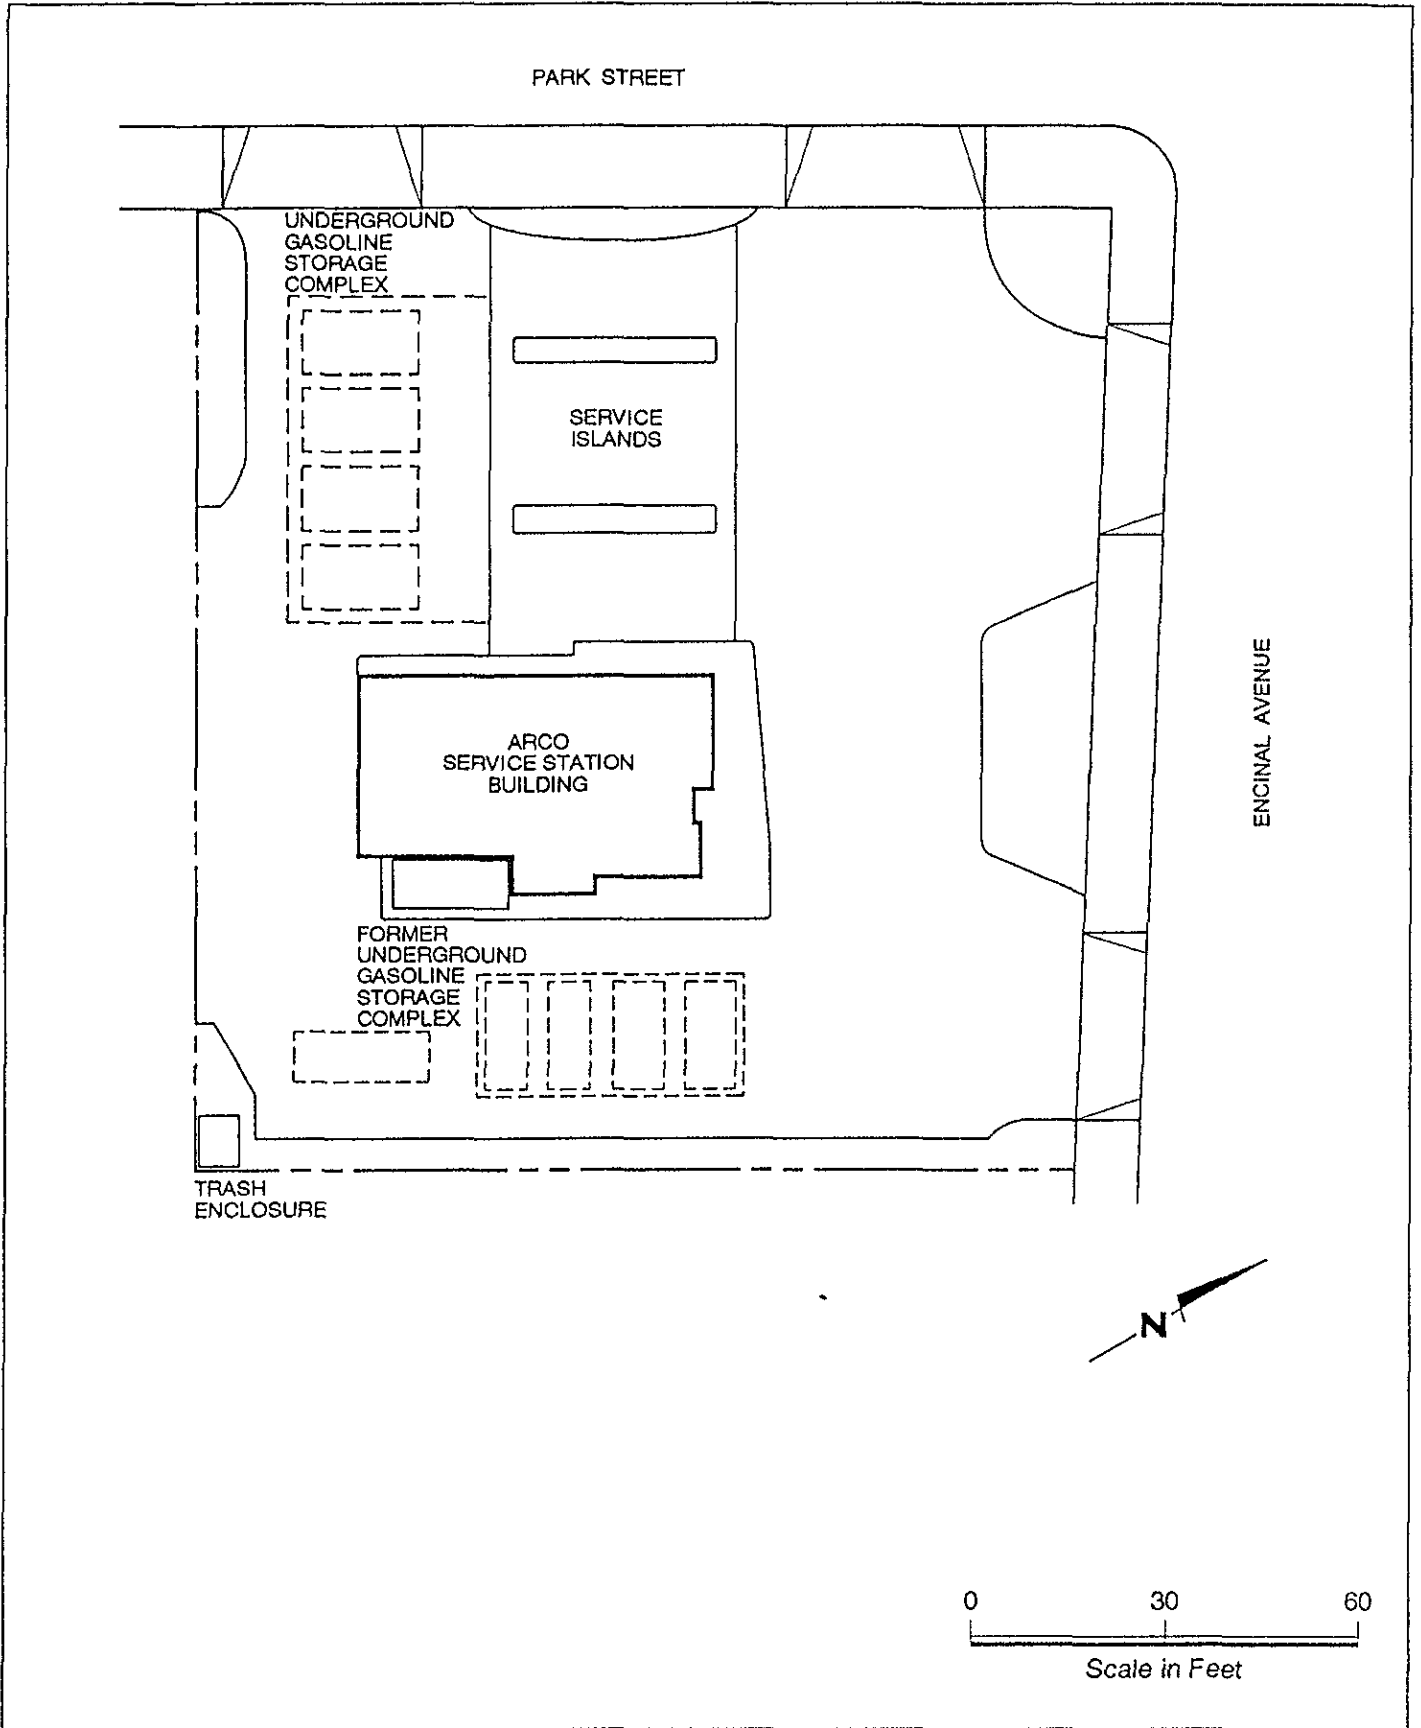 PARK STREET
UNDERGROUND
GASOLINE
STORAGE
COMPLEX
SERVICE
ISLANDS
ENCINAL AVENUE
ARCO
SERVICE STATION
BUILDING
FORMER
UNDERGROUND
GASOLINE
STORAGE
COMPLEX
TRASH
ENCLOSURE
N
0 30 60
Scale in Feet